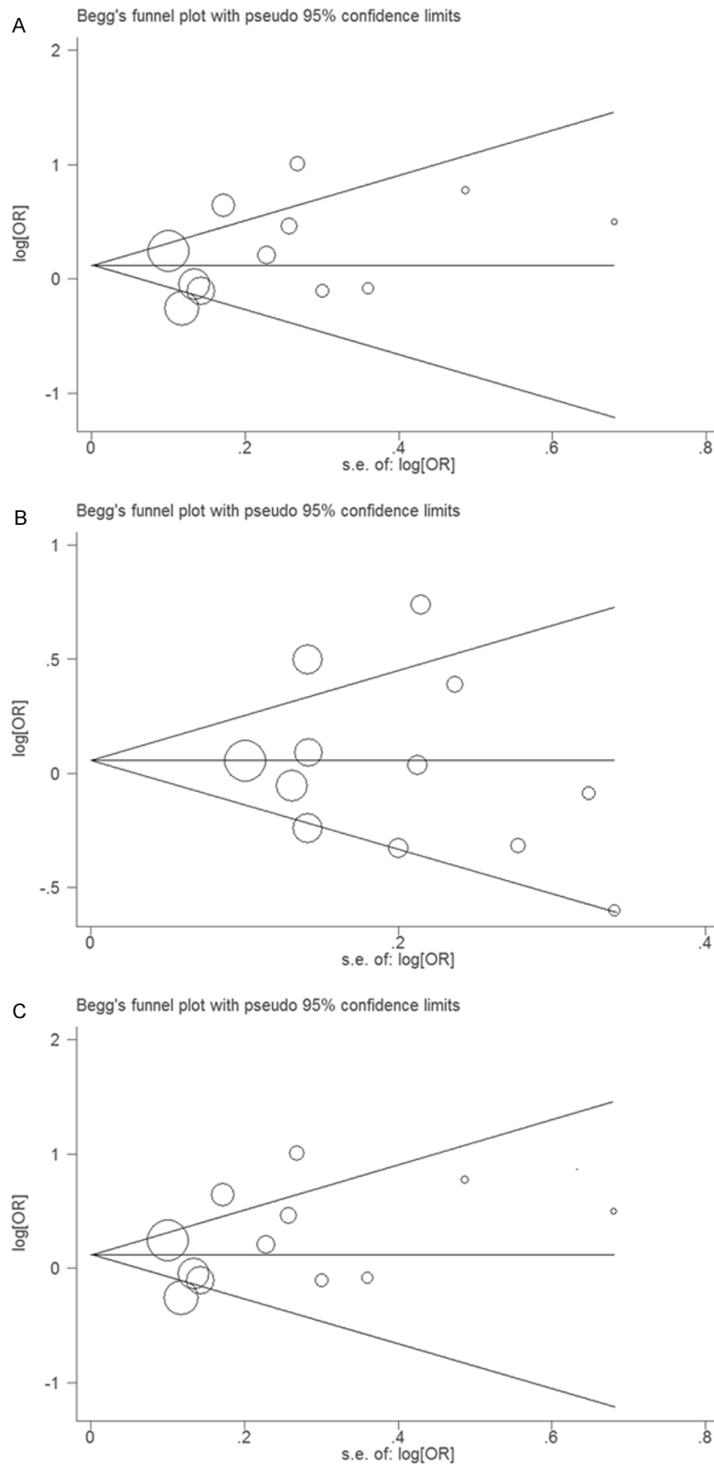 A
Begg's funnel plot with pseudo 95% confidence limits
2
1
0
-1
log[OR]
0 .2 .4 .6 .8
s.e. of: log[OR]
B
Begg's funnel plot with pseudo 95% confidence limits
1
.5
0
-.5
log[OR]
0 .2 .4
s.e. of: log[OR]
C
Begg's funnel plot with pseudo 95% confidence limits
2
1
0
-1
log[OR]
0 .2 .4 .6 .8
s.e. of: log[OR]